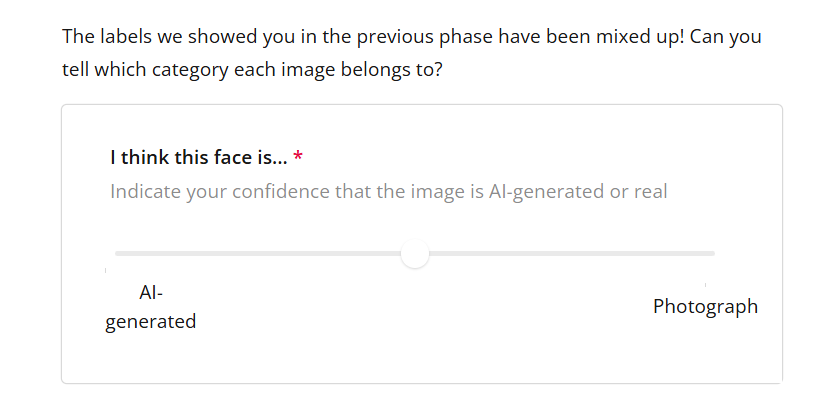 The labels we showed you in the previous phase have been mixed up! Can you
tell which category each image belongs to?
I think this face is... *
Indicate your confidence that the image is AI-generated or real
AI-
generated
Photograph